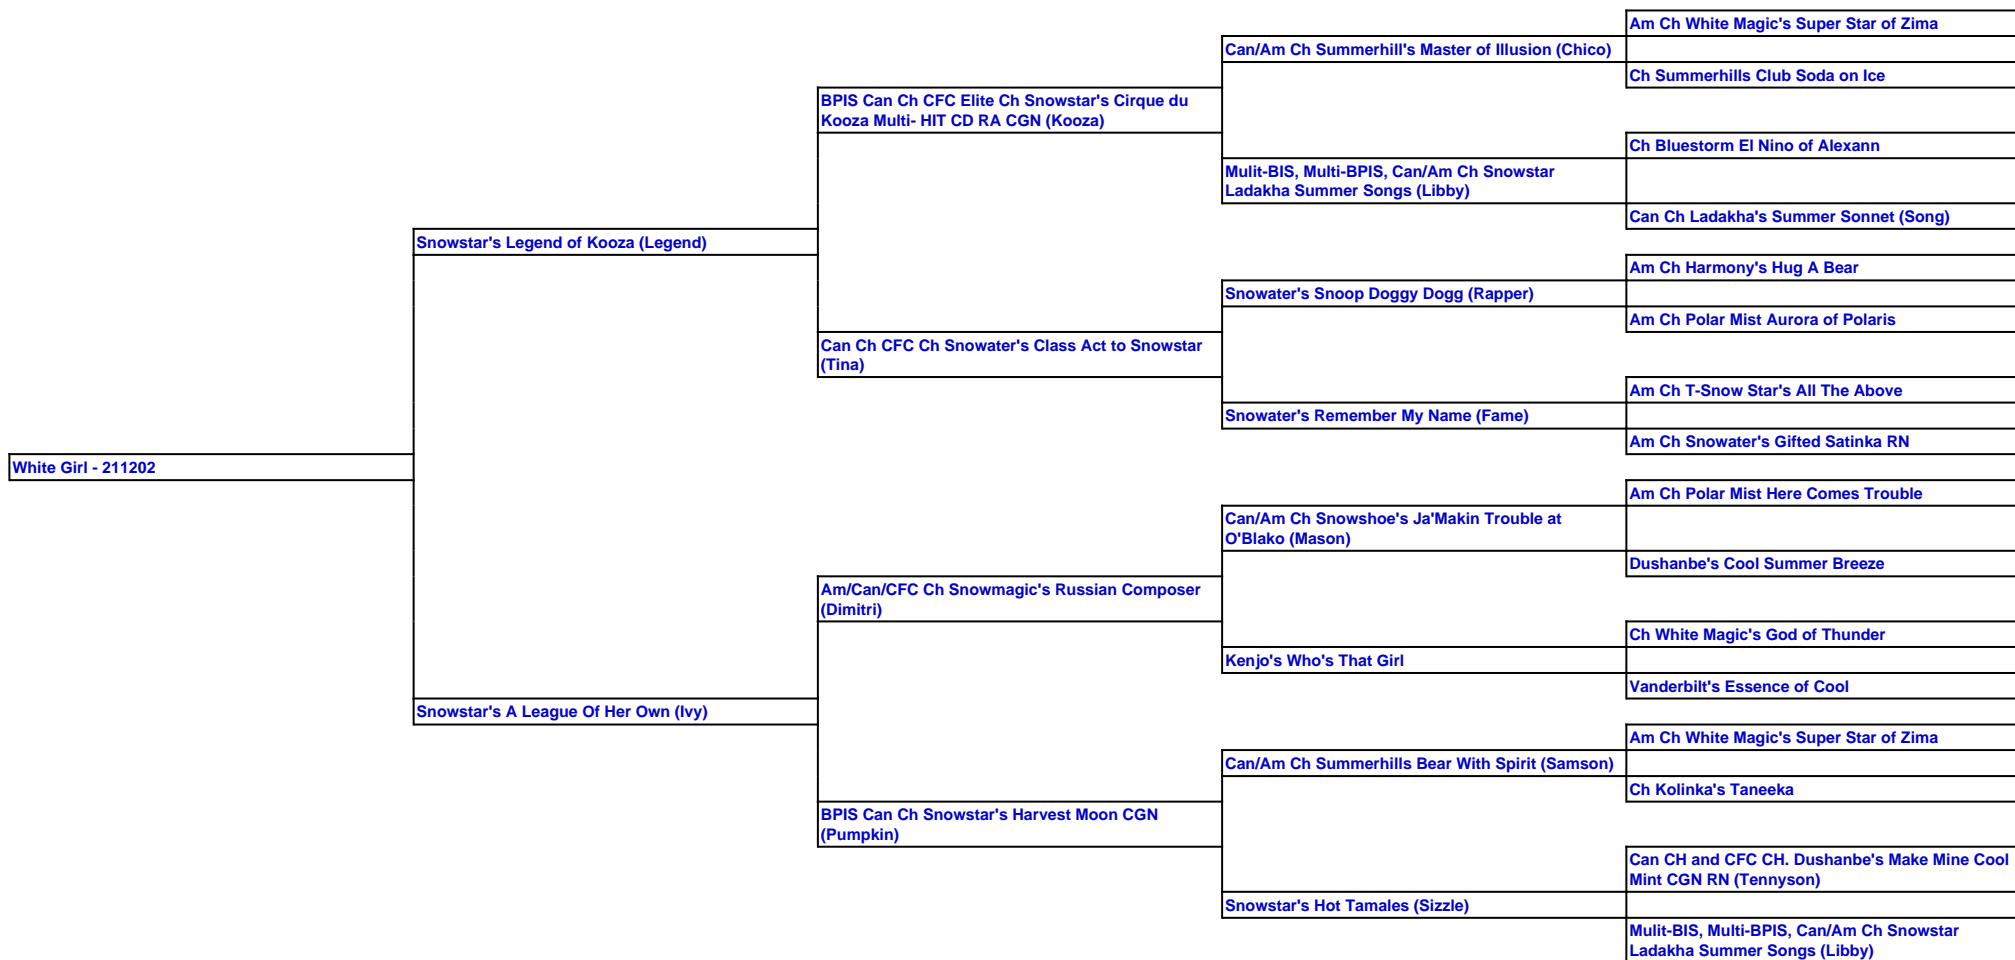 Am Ch White Magic's Super Star of Zima
Can/Am Ch Summerhill's Master of Illusion (Chico)
Ch Summerhills Club Soda on Ice
BPIS Can Ch CFC Elite Ch Snowstar's Cirque du
Kooza Multi- HIT CD RA CGN (Kooza)
Ch Bluestorm El Nino of Alexann
Mulit-BIS, Multi-BPIS, Can/Am Ch Snowstar
Ladakha Summer Songs (Libby)
Can Ch Ladakha's Summer Sonnet (Song)
Snowstar's Legend of Kooza (Legend)
Am Ch Harmony's Hug A Bear
Snowater's Snoop Doggy Dogg (Rapper)
Am Ch Polar Mist Aurora of Polaris
Can Ch CFC Ch Snowater's Class Act to Snowstar
(Tina)
Am Ch T-Snow Star's All The Above
Snowater's Remember My Name (Fame)
Am Ch Snowater's Gifted Satinka RN
White Girl - 211202
Am Ch Polar Mist Here Comes Trouble
Can/Am Ch Snowshoe's Ja'Makin Trouble at
O'Blako (Mason)
Dushanbe's Cool Summer Breeze
Am/Can/CFC Ch Snowmagic's Russian Composer
(Dimitri)
Ch White Magic's God of Thunder
Kenjo's Who's That Girl
Vanderbilt's Essence of Cool
Snowstar's A League Of Her Own (Ivy)
Am Ch White Magic's Super Star of Zima
Can/Am Ch Summerhills Bear With Spirit (Samson)
Ch Kolinka's Taneeka
BPIS Can Ch Snowstar's Harvest Moon CGN
(Pumpkin)
Can CH and CFC CH. Dushanbe's Make Mine Cool
Mint CGN RN (Tennyson)
Snowstar's Hot Tamales (Sizzle)
Mulit-BIS, Multi-BPIS, Can/Am Ch Snowstar
Ladakha Summer Songs (Libby)